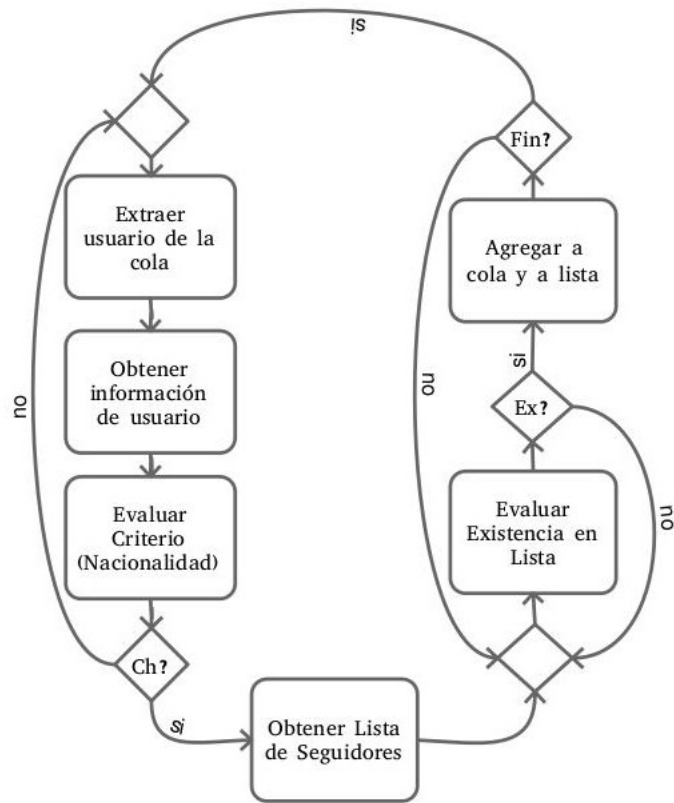 si
Fin?
Extraer
usuario de la
cola
Agregar a
cola y a lista
Obtener
información
de usuario
no
no
si
Ex?
Evaluar
Criterio
(Nacionalidad)
Evaluar
Existencia en
Lista
no
Ch?
si
Obtener Lista
de Seguidores